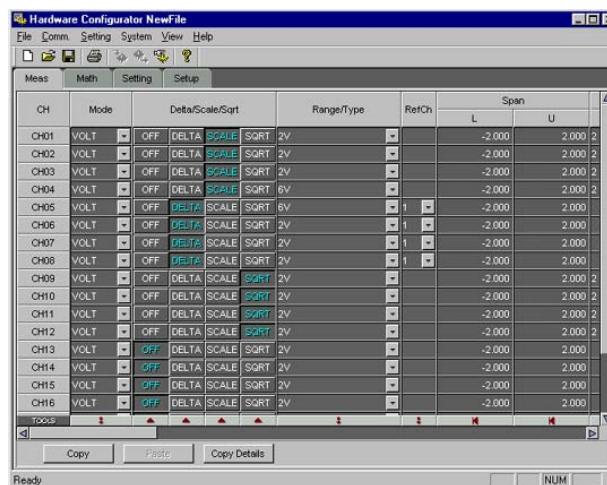 Hardware Configurator NewFile
File Comm. Setting System View Help
Meas Math Setting Setup
CH Mode Delta/Scale/Sqrt Range/Type RefCh Span
L U
CH01 VOLT OFF DELTA SCALE SQRT 2V -2.000 2.000 2
CH02 VOLT OFF DELTA SCALE SQRT 2V -2.000 2.000 2
CH03 VOLT OFF DELTA SCALE SQRT 2V -2.000 2.000 2
CH04 VOLT OFF DELTA SCALE SQRT 6V -2.000 2.000 2
CH05 VOLT OFF DELTA SCALE SQRT 6V 1 -2.000 2.000
CH06 VOLT OFF DELTA SCALE SQRT 2V 1 -2.000 2.000
CH07 VOLT OFF DELTA SCALE SQRT 2V 1 -2.000 2.000
CH08 VOLT OFF DELTA SCALE SQRT 2V 1 -2.000 2.000
CH09 VOLT OFF DELTA SCALE SQRT 2V -2.000 2.000 2
CH10 VOLT OFF DELTA SCALE SQRT 2V -2.000 2.000 2
CH11 VOLT OFF DELTA SCALE SQRT 2V -2.000 2.000 2
CH12 VOLT OFF DELTA SCALE SQRT 2V -2.000 2.000 2
CH13 VOLT OFF DELTA SCALE SQRT 2V -2.000 2.000
CH14 VOLT OFF DELTA SCALE SQRT 2V -2.000 2.000
CH15 VOLT OFF DELTA SCALE SQRT 2V -2.000 2.000
CH16 VOLT OFF DELTA SCALE SQRT 2V -2.000 2.000
TOOLS
Copy Paste Copy Details
Ready NUM